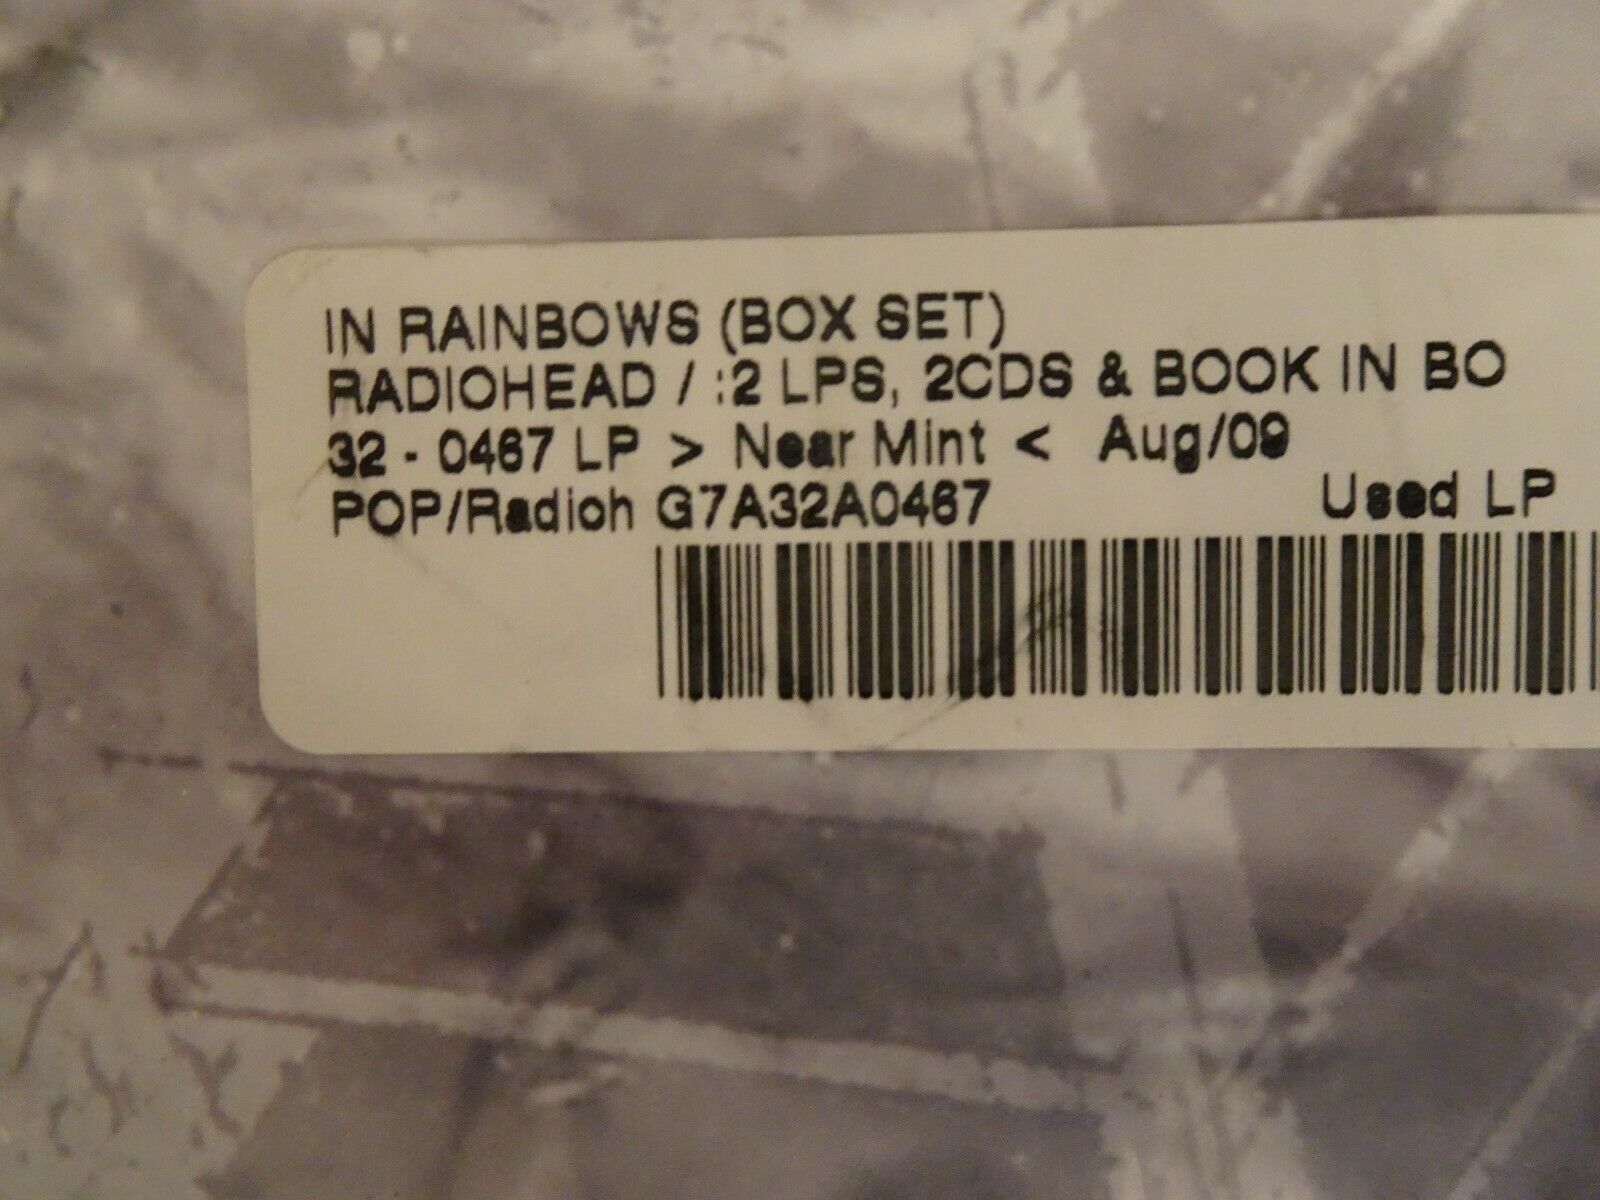 IN RAINBOWS (BOX SET)
RADIOHEAD / :2 LPS, 2CDS & BOOK IN BO
32 - 0467 LP > Near Mint < Aug/09
POP/Radioh G7A32A0467 Used LP